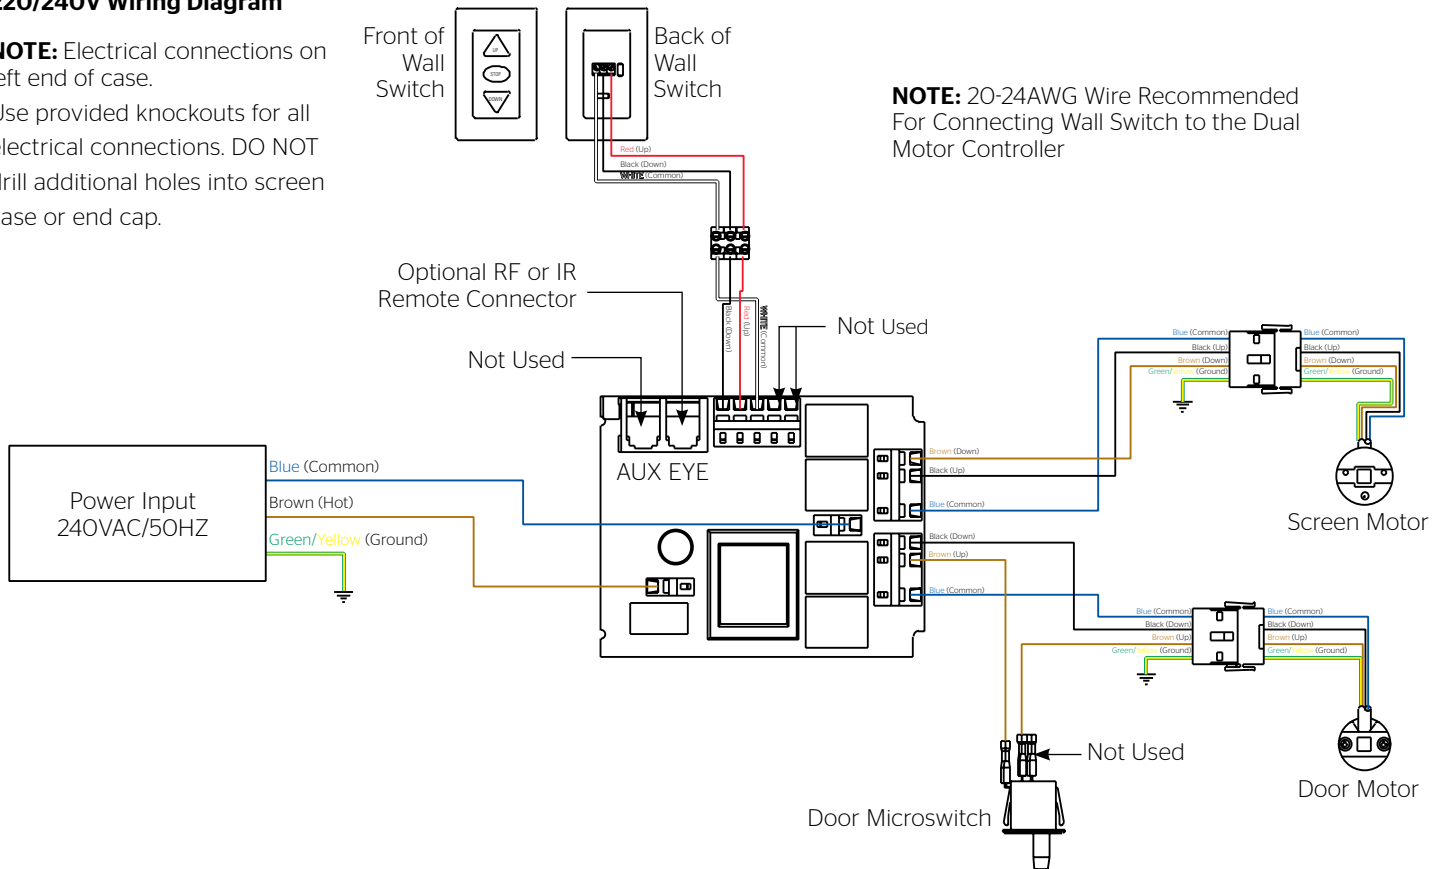 220/240V Wiring Diagram
NOTE: Electrical connections on
left end of case.
Use provided knockouts for all
electrical connections. DO NOT
drill additional holes into screen
case or end cap.
Front of
Wall
Switch
UP
STOP
DOWN
Back of
Wall
Switch
NOTE: 20-24AWG Wire Recommended
For Connecting Wall Switch to the Dual
Motor Controller
Red (Up)
Black (Down)
WHITE (Common)
Optional RF or IR
Remote Connector
Not Used
Black (Down)
Red (Up)
WHITE (Common)
Not Used
AUX EYE
Power Input
240VAC/50HZ
Blue (Common)
Brown (Hot)
Green/Yellow (Ground)
Brown (Down)
Black (Up)
Blue (Common)
Black (Down)
Brown (Up)
Blue (Common)
Blue (Common)
Black (Up)
Brown (Down)
Green/Yellow (Ground)
Blue (Common)
Black (Up)
Brown (Down)
Green/Yellow (Ground)
Screen Motor
Blue (Common)
Black (Down)
Brown (Up)
Green/Yellow (Ground)
Blue (Common)
Black (Down)
Brown (Up)
Green/Yellow (Ground)
Door Motor
Not Used
Door Microswitch